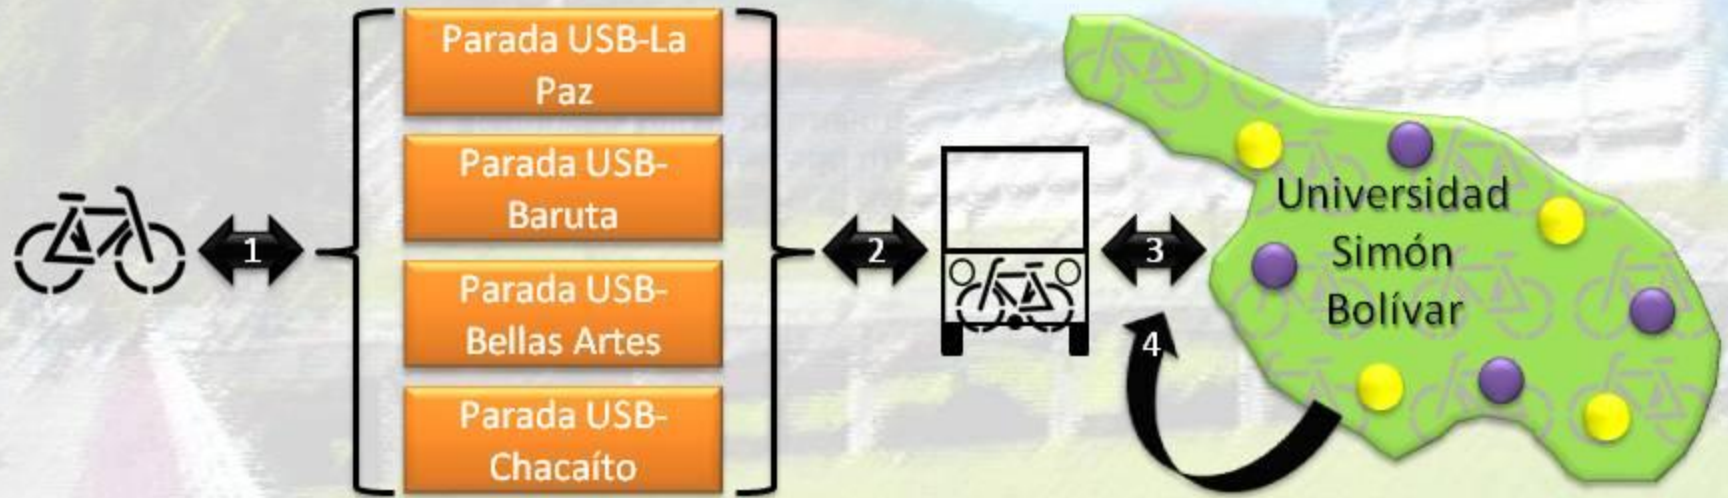 Parada USB-La
Paz
Parada USB-
Baruta
Parada USB-
Bellas Artes
Parada USB-
Chacaíto
1
2
3
4
Universidad
Simón
Bolívar